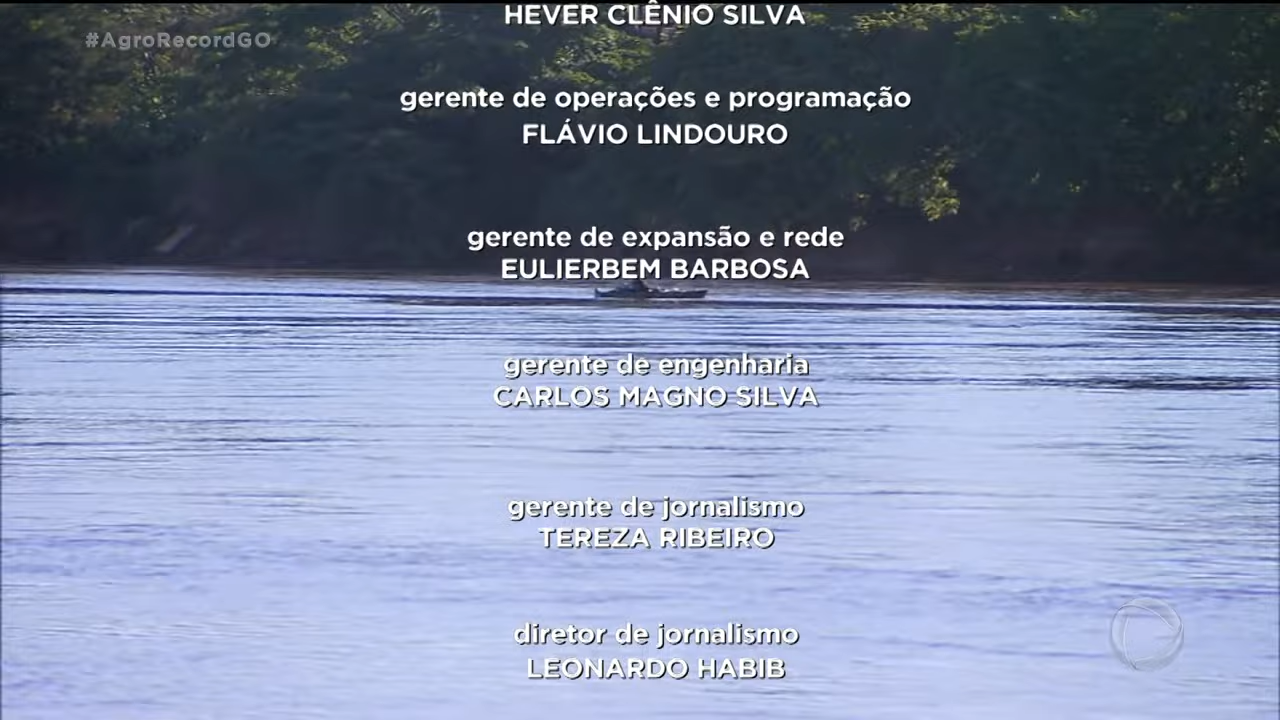 HEVER CLÊNIO SILVA
#AgroRecordGO
gerente de operações e programação
FLÁVIO LINDOURO
gerente de expansão e rede
EULIERBEM BARBOSA
gerente de engenharia
CARLOS MAGNO SILVA
gerente de jornalismo
TEREZA RIBEIRO
diretor de jornalismo
LEONARDO HABIB